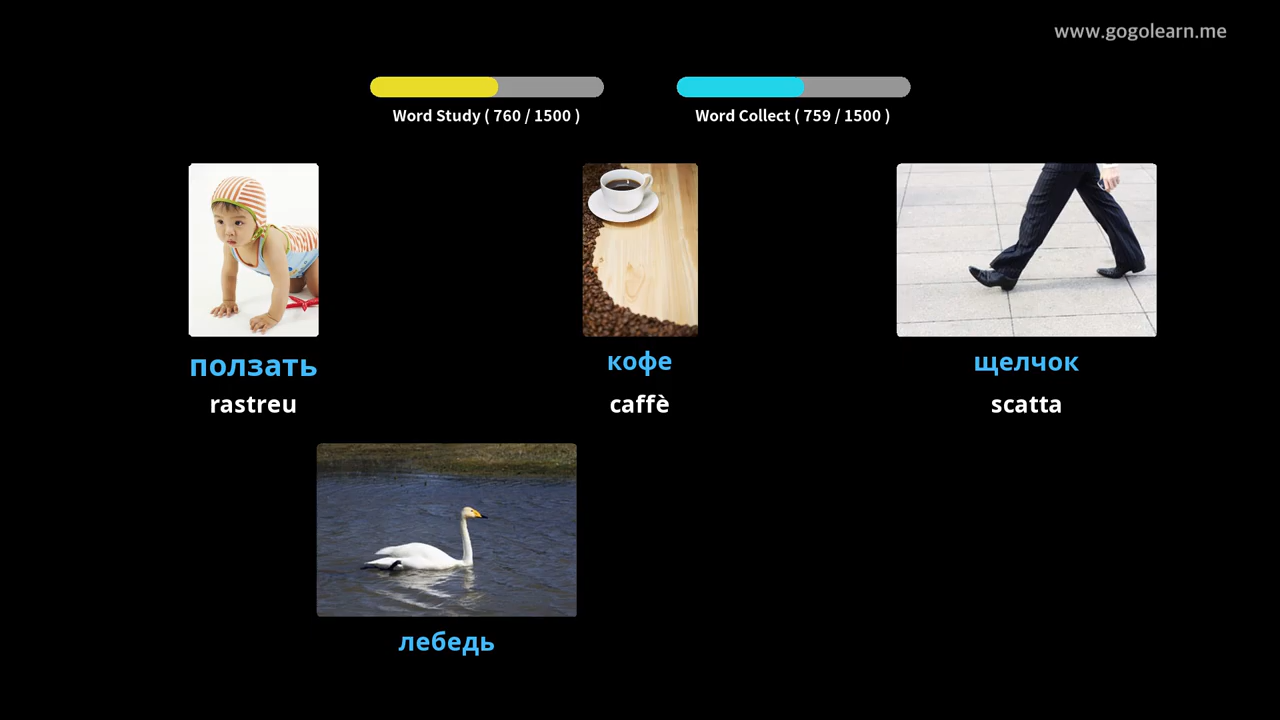 www.gogolearn.me
Word Study ( 760 / 1500 )
Word Collect ( 759 / 1500 )
ползать
кофе
щелчок
rastreu
caffè
scatta
лебедь